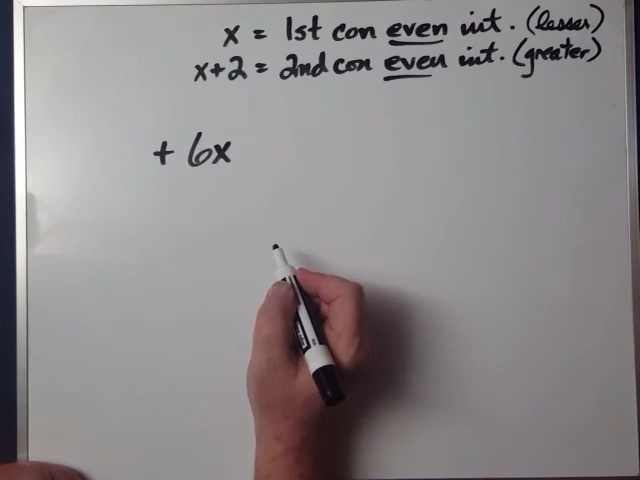 x = 1st con even int. (lesser)
x+2 = 2nd con even int. (greater)
+ 6x